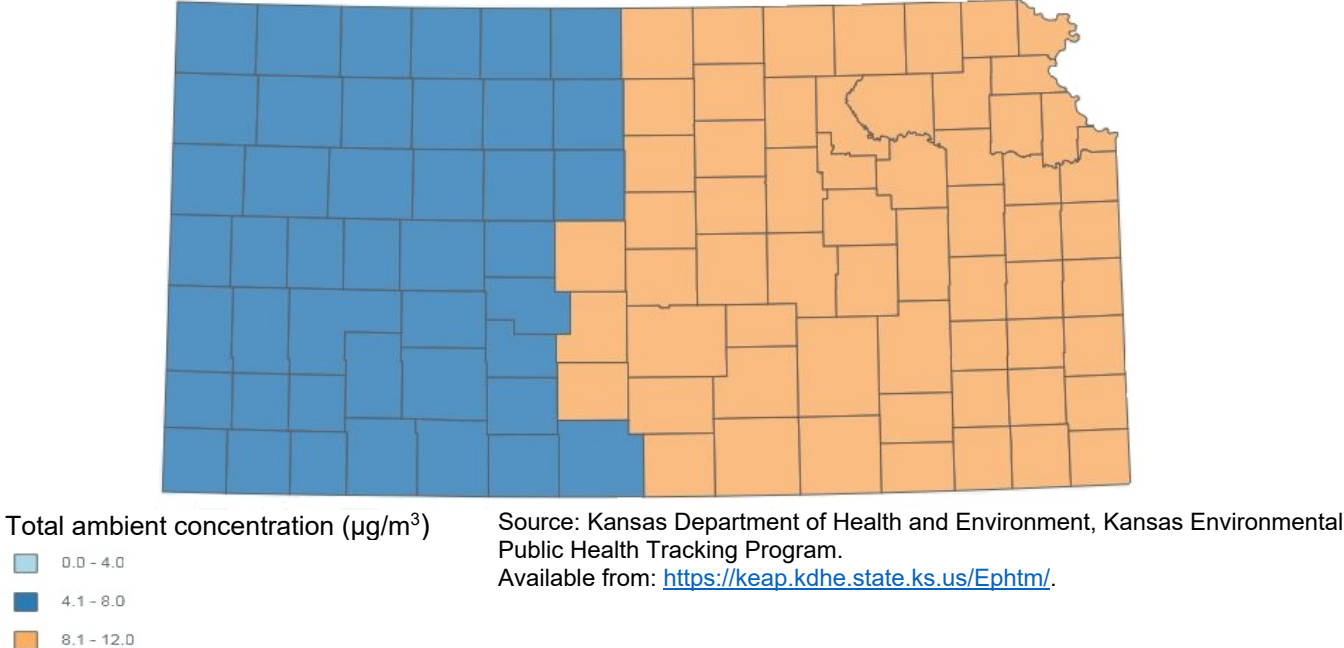 Total ambient concentration (µg/m³)
0.0 - 4.0
4.1 - 8.0
8.1 - 12.0
Source: Kansas Department of Health and Environment, Kansas Environmental
Public Health Tracking Program.
Available from: https://keap.kdhe.state.ks.us/Ephtm/.